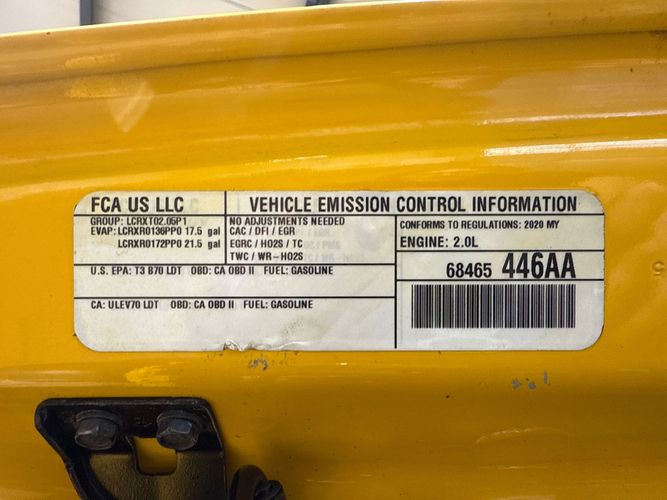 FCA US LLC
VEHICLE EMISSION CONTROL INFORMATION
GROUP: LCRXT02.05P1
EVAP: LCRXR0136PP0 17.5 gal
LCRXR0172PP0 21.5 gal
NO ADJUSTMENTS NEEDED
CAC / DFI / EGR
EGRC / HO2S / TC
TWC / WR-HO2S
CONFORMS TO REGULATIONS: 2020 MY
ENGINE: 2.0L
U.S. EPA: T3 B70 LDT OBD: CA OBD II FUEL: GASOLINE
CA: ULEV70 LDT OBD: CA OBD II FUEL: GASOLINE
68465 446AA